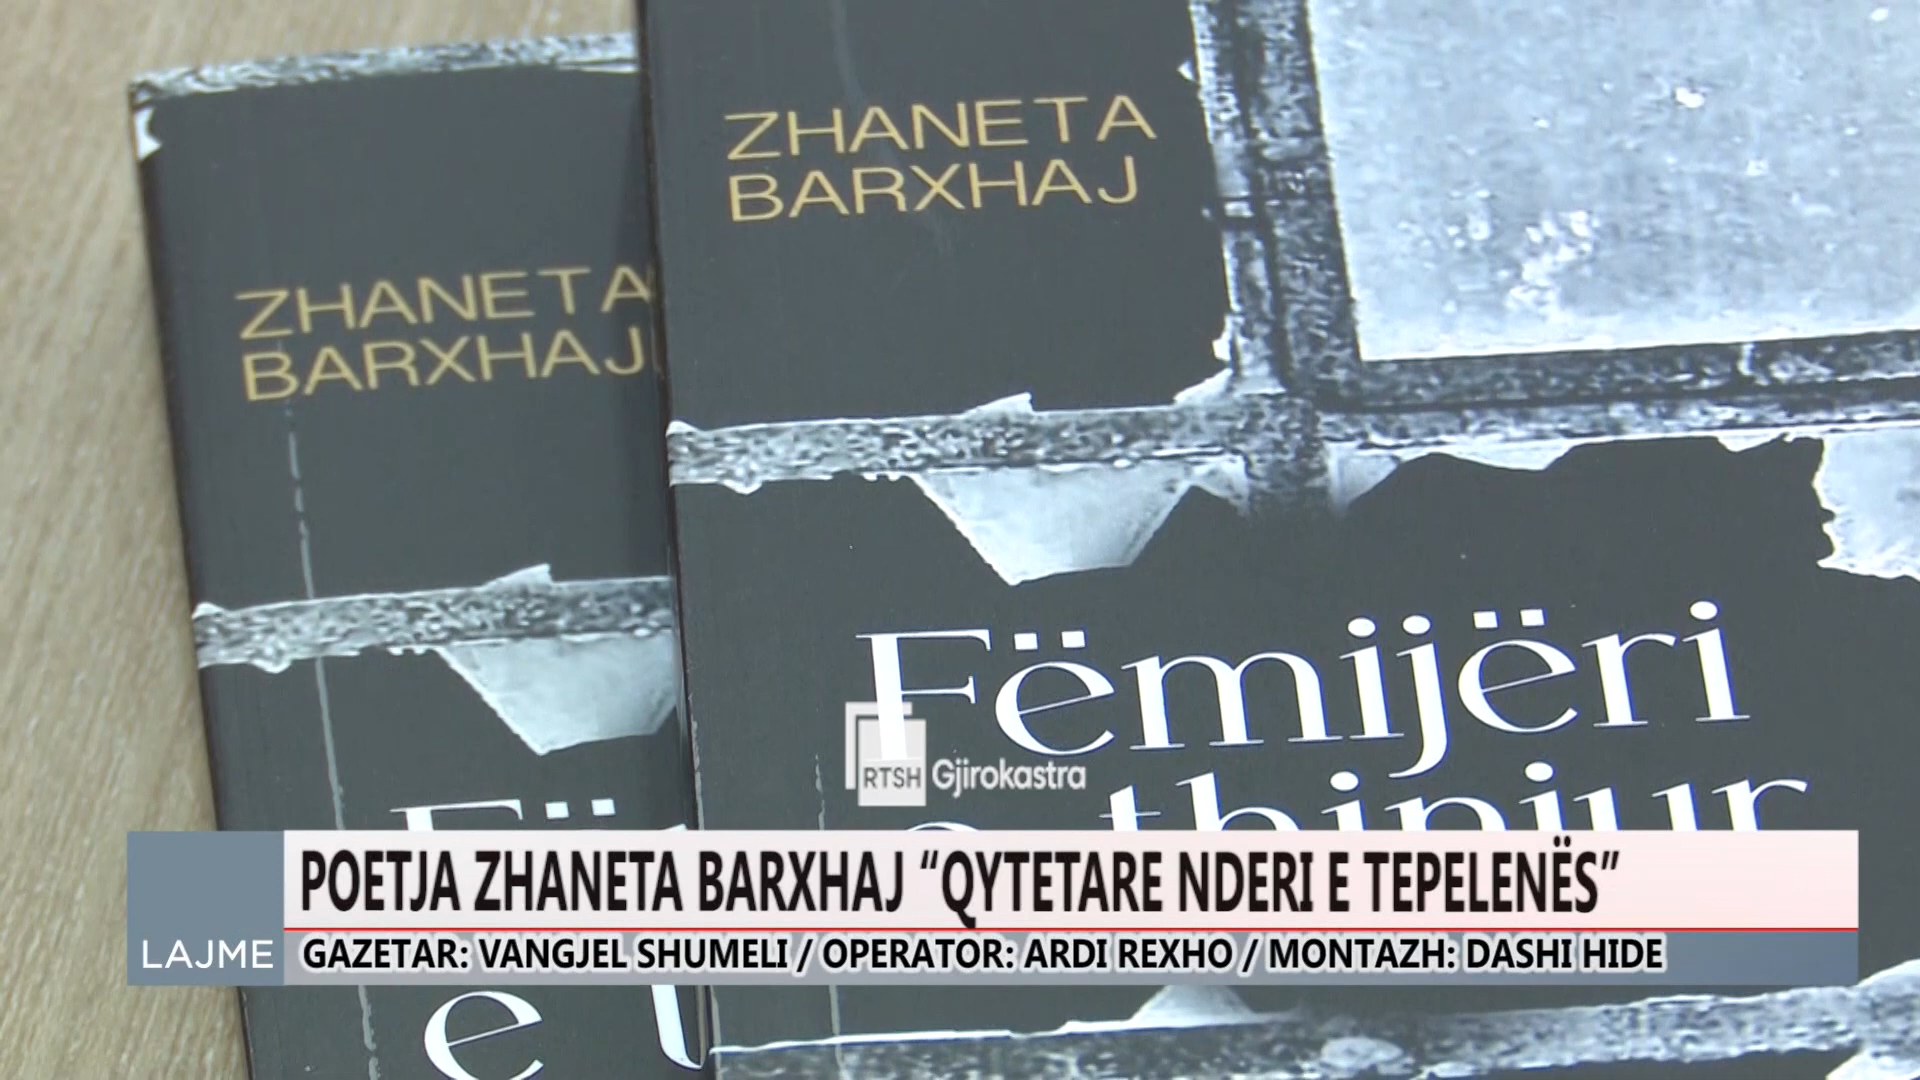 ZHANETA
BARXHAJ
ZHANETA
BARXHAJ
Fëmijëri
RTSH Gjirokastra
POETJA ZHANETA BARXHAJ “QYTETARE NDERI E TEPELENËS”
LAJME
GAZETAR: VANGJEL SHUMELI / OPERATOR: ARDI REXHO / MONTAZH: DASHI HIDE